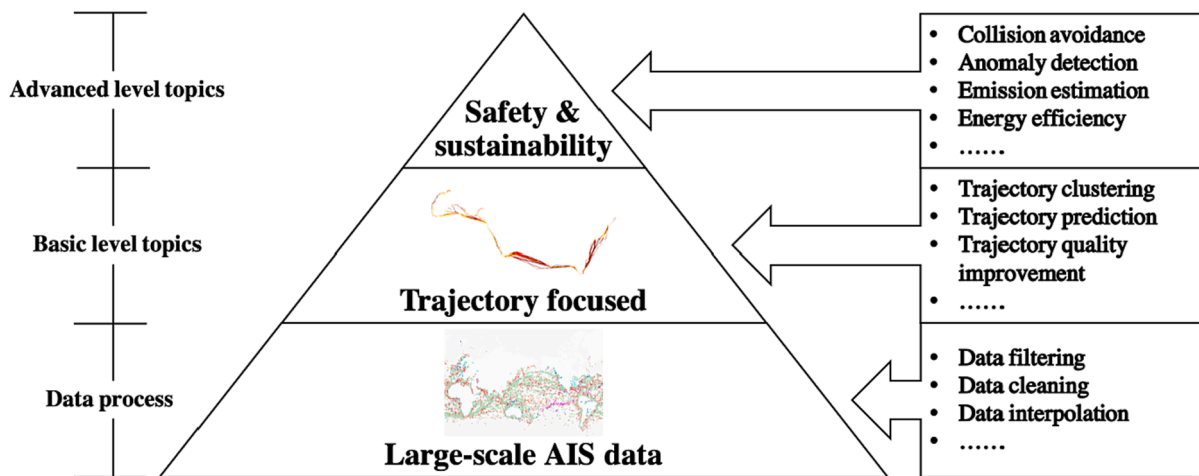 Advanced level topics
Safety &
sustainability
• Collision avoidance
• Anomaly detection
• Emission estimation
• Energy efficiency
• ……
Basic level topics
Trajectory focused
• Trajectory clustering
• Trajectory prediction
• Trajectory quality
improvement
• ……
Data process
Large-scale AIS data
• Data filtering
• Data cleaning
• Data interpolation
• ……